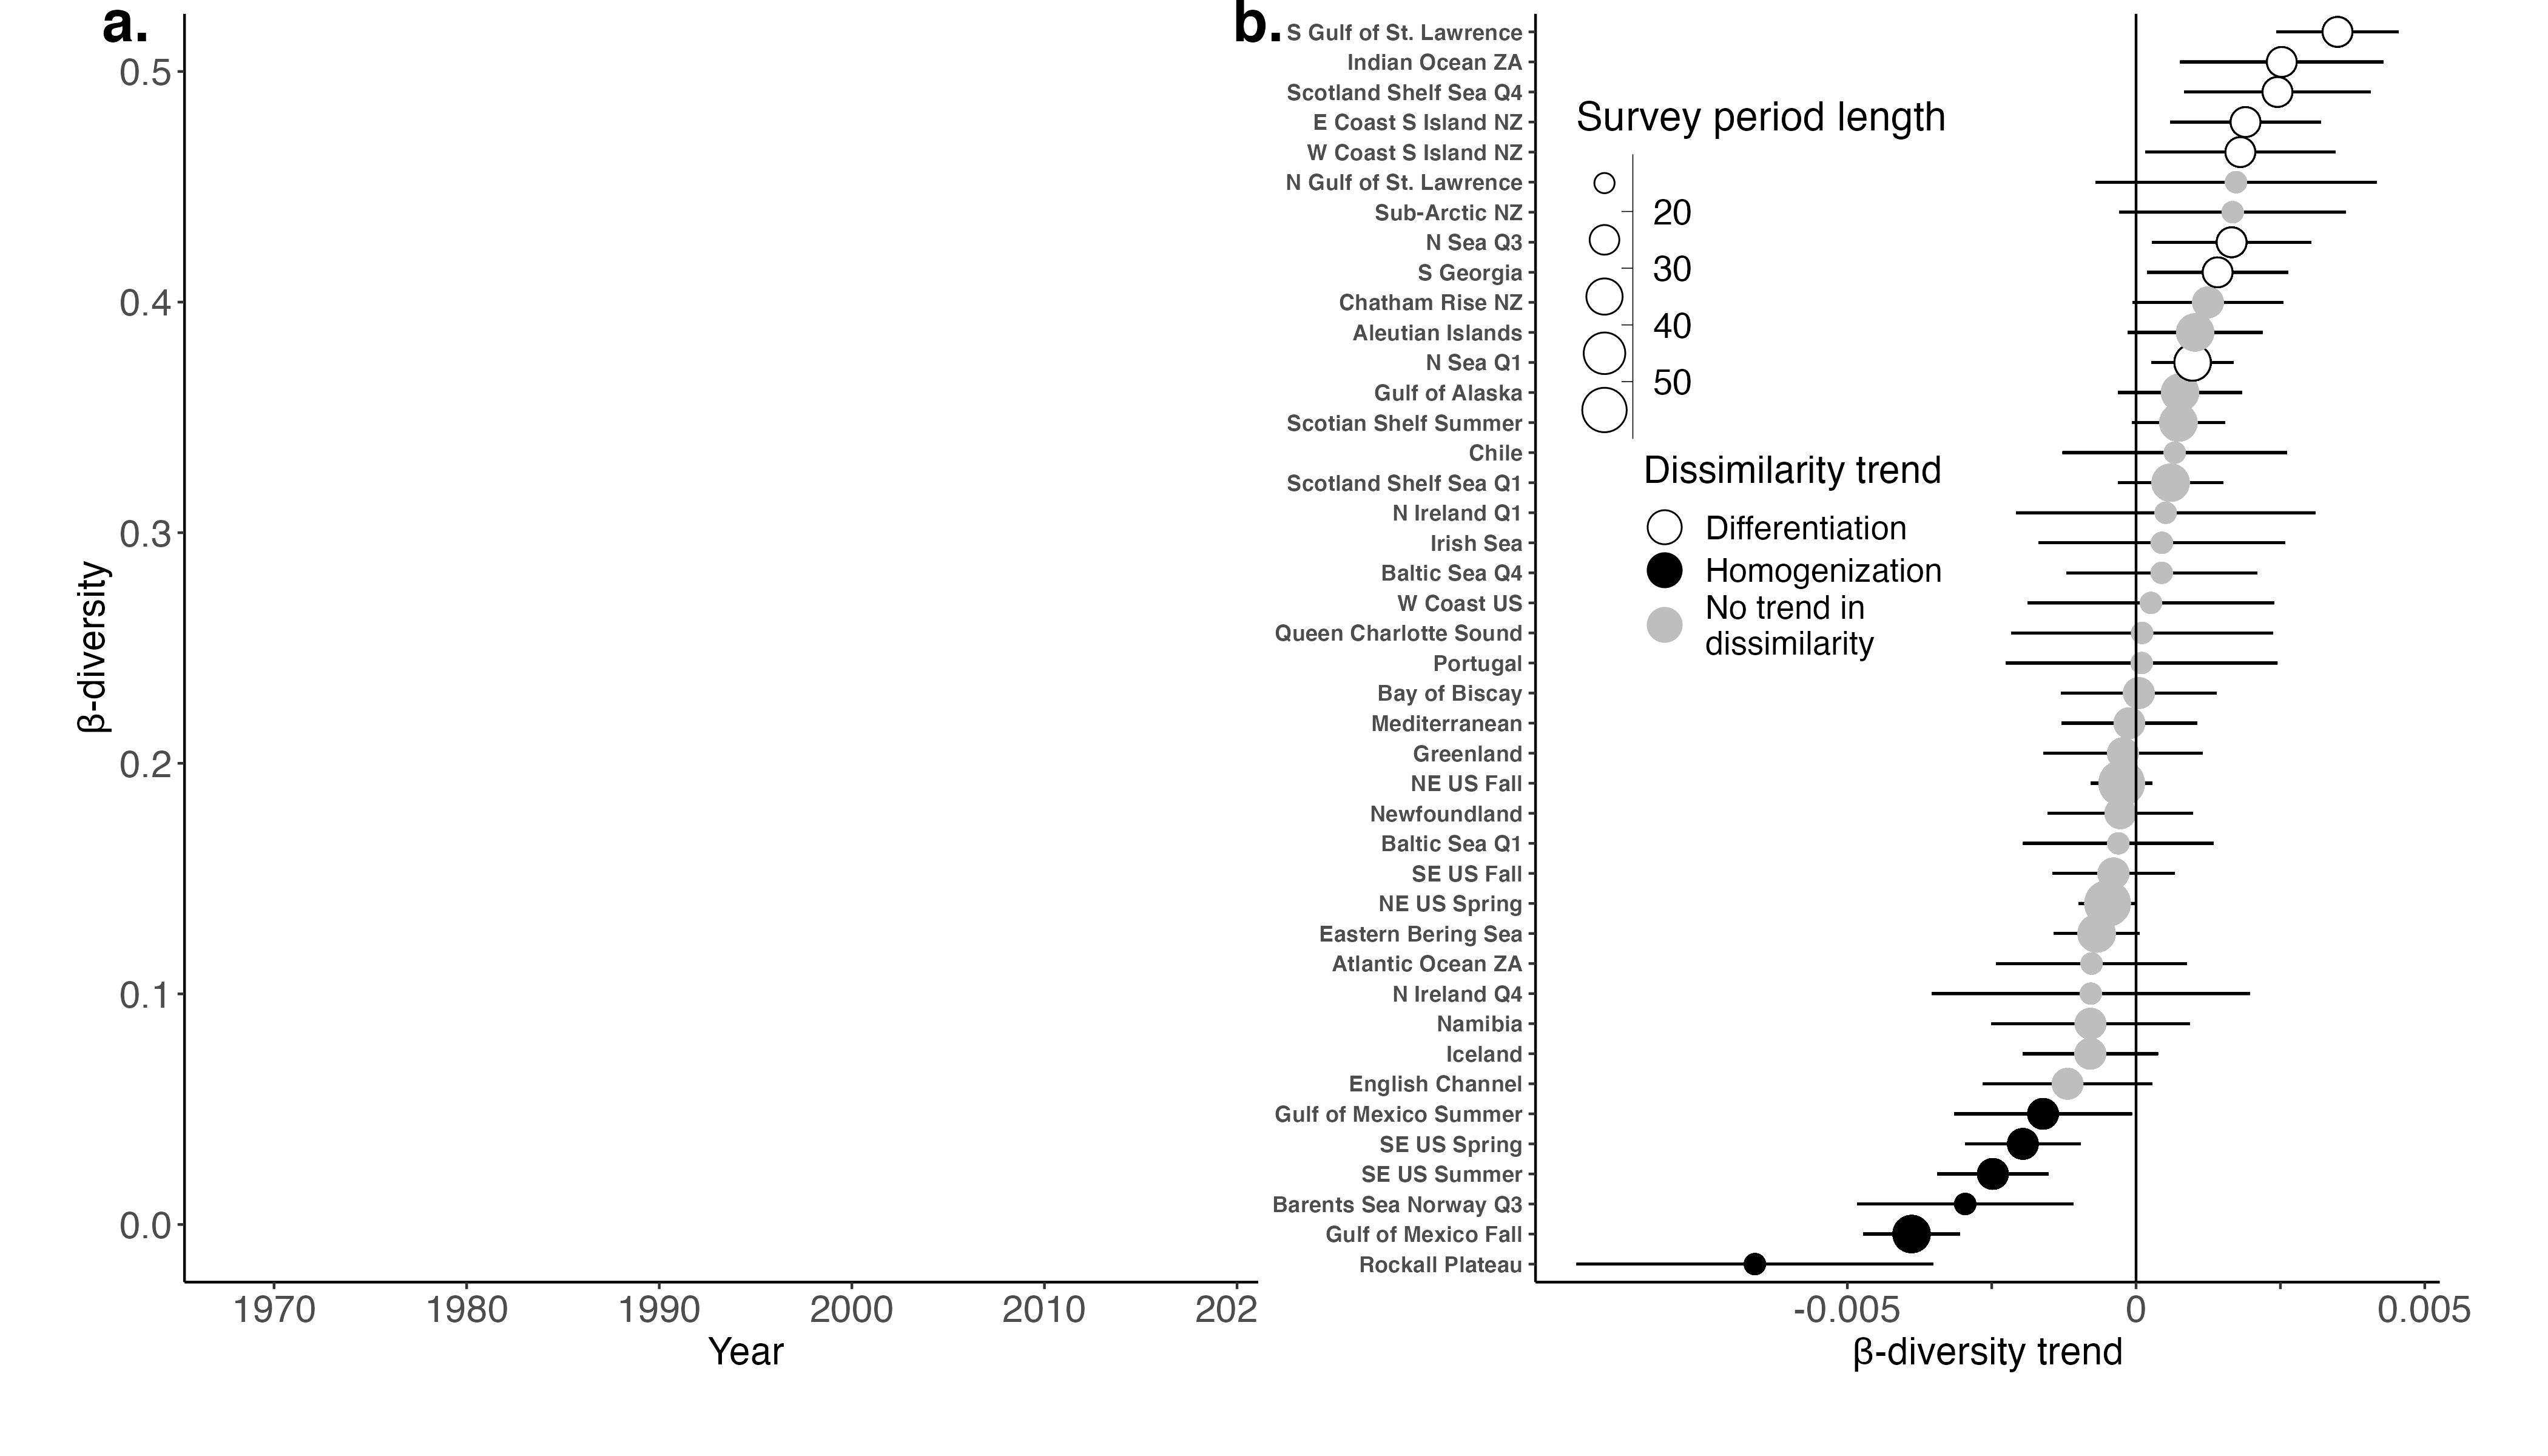 a.
0.5
0.4
0.3
0.2
0.1
0.0
β-diversity
1970 1980 1990 2000 2010 202
Year
b.
S Gulf of St. Lawrence
Indian Ocean ZA
Scotland Shelf Sea Q4
E Coast S Island NZ
W Coast S Island NZ
N Gulf of St. Lawrence
Sub-Arctic NZ
N Sea Q3
S Georgia
Chatham Rise NZ
Aleutian Islands
N Sea Q1
Gulf of Alaska
Scotian Shelf Summer
Chile
Scotland Shelf Sea Q1
N Ireland Q1
Irish Sea
Baltic Sea Q4
W Coast US
Queen Charlotte Sound
Portugal
Bay of Biscay
Mediterranean
Greenland
NE US Fall
Newfoundland
Baltic Sea Q1
SE US Fall
NE US Spring
Eastern Bering Sea
Atlantic Ocean ZA
N Ireland Q4
Namibia
Iceland
English Channel
Gulf of Mexico Summer
SE US Spring
SE US Summer
Barents Sea Norway Q3
Gulf of Mexico Fall
Rockall Plateau
Survey period length
20
30
40
50
Dissimilarity trend
Differentiation
Homogenization
No trend in
dissimilarity
-0.005 0 0.005
β-diversity trend